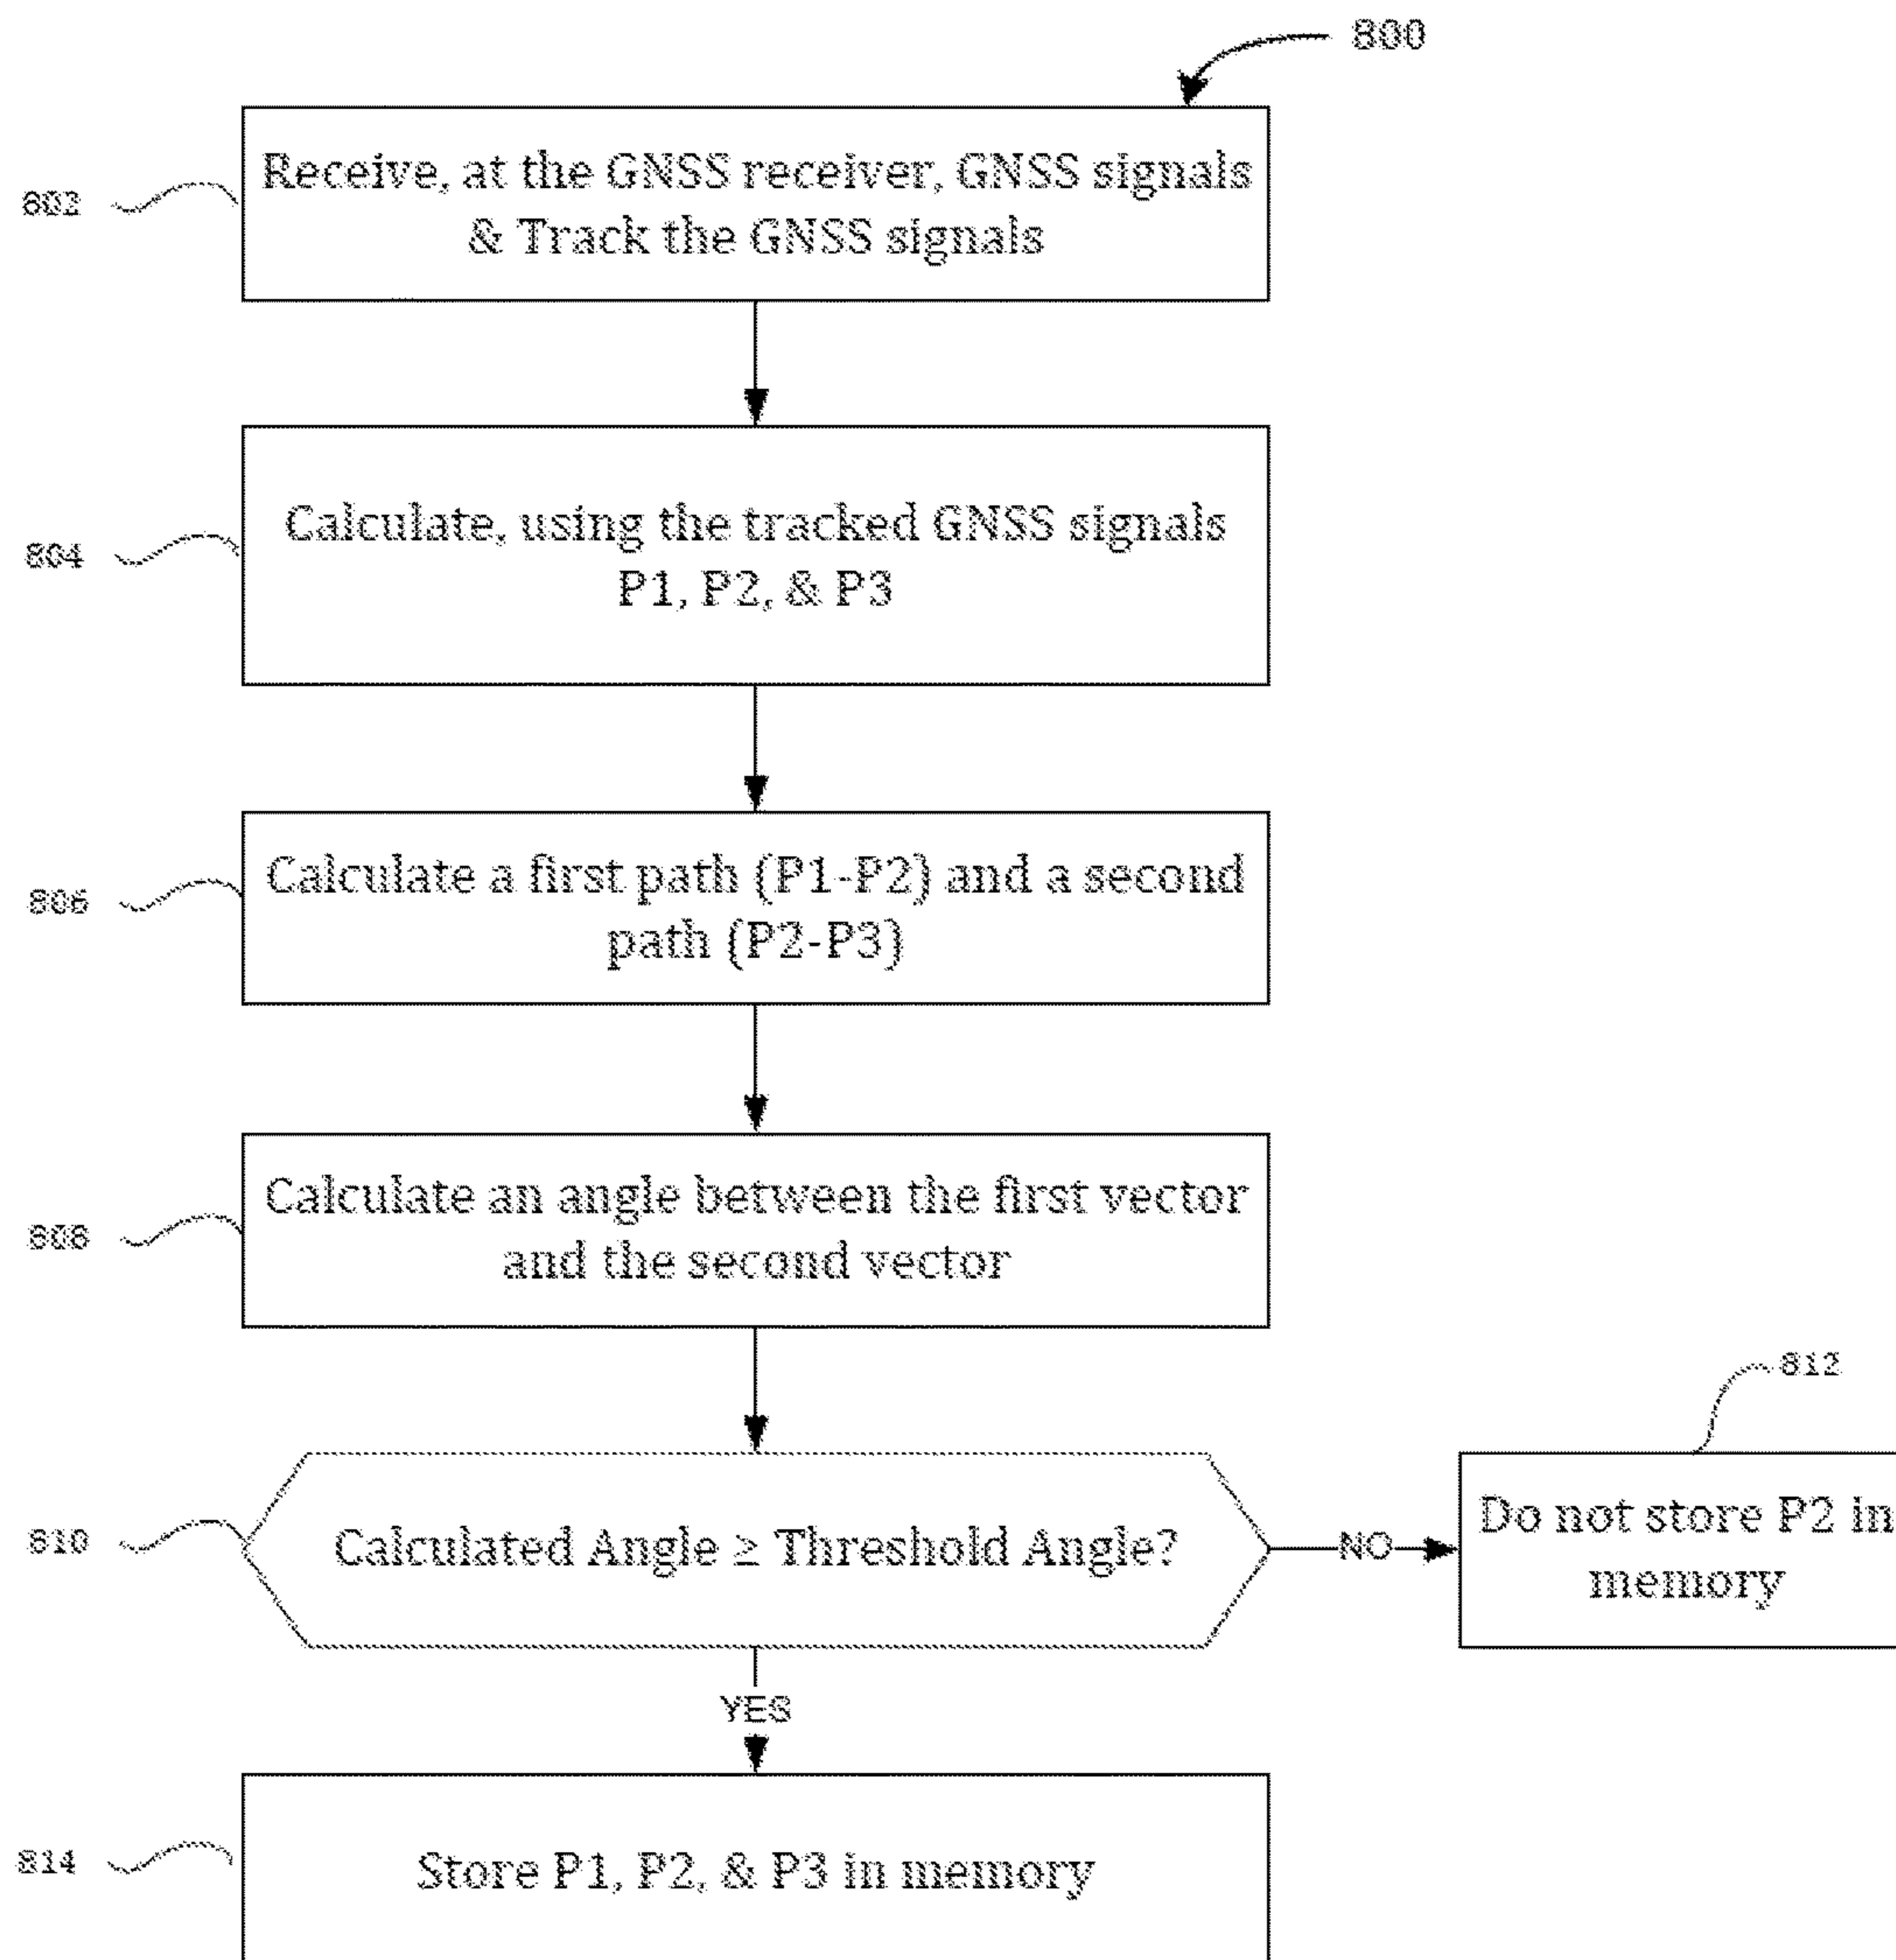 800
802
Receive, at the GNSS receiver, GNSS signals
& Track the GNSS signals
804
Calculate, using the tracked GNSS signals
P1, P2, & P3
806
Calculate a first path (P1-P2) and a second
path (P2-P3)
808
Calculate an angle between the first vector
and the second vector
812
810
Calculated Angle ≥ Threshold Angle?
NO
Do not store P2 in
memory
YES
814
Store P1, P2, & P3 in memory